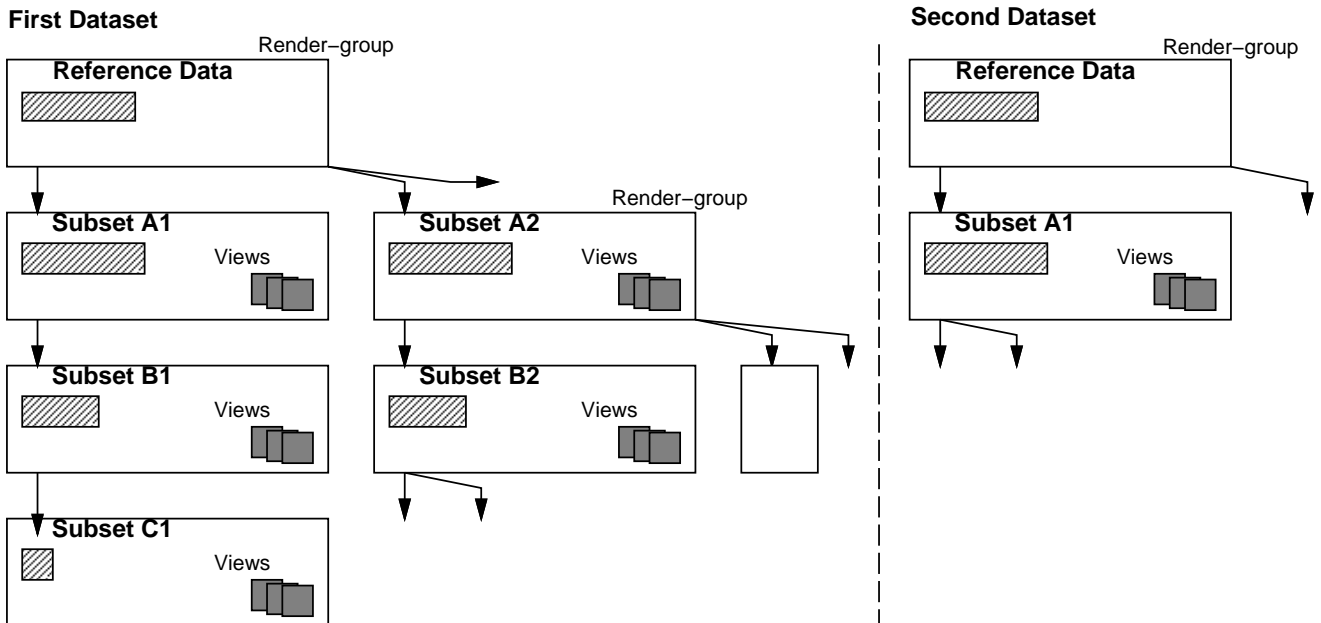 First Dataset
Second Dataset
Render−group
Render−group
Reference Data
Reference Data
Render−group
Subset A1
Subset A2
Subset A1
Views
Views
Views
Subset B1
Subset B2
Views
Views
Subset C1
Views